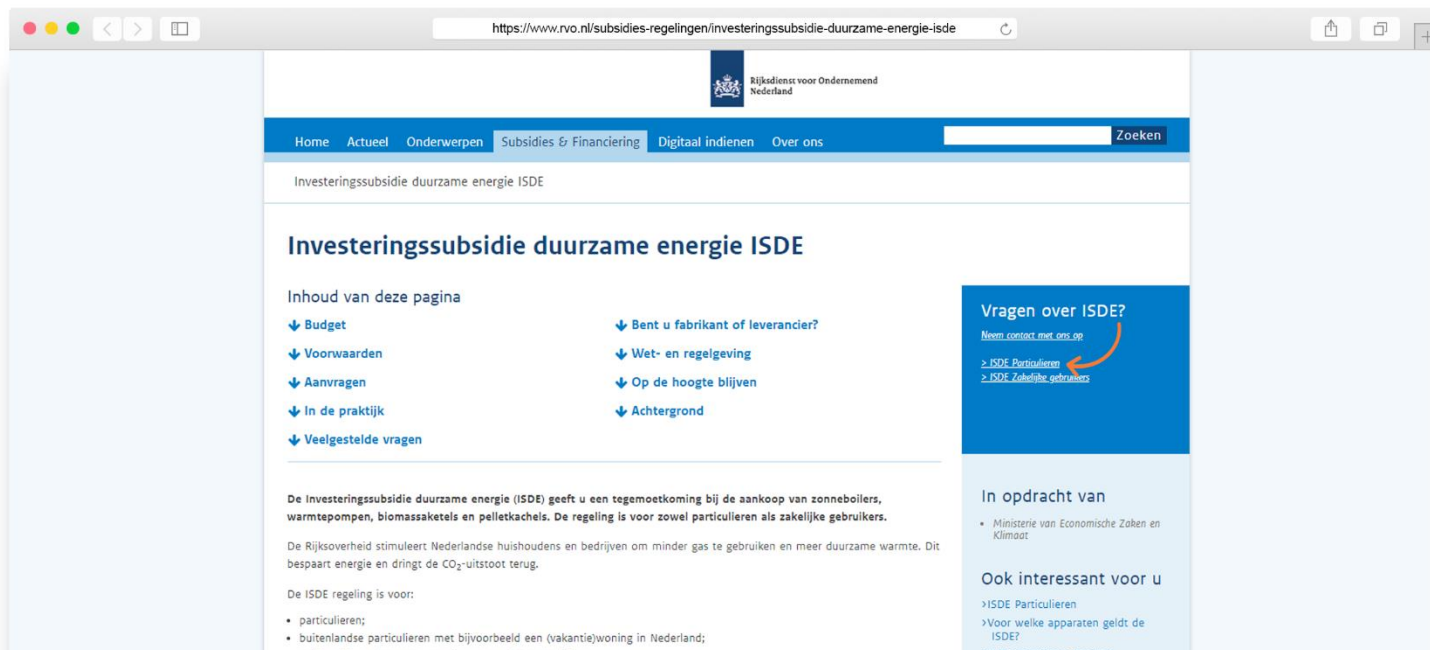 https://www.rvo.nl/subsidies-regelingen/investeringssubsidie-duurzame-energie-isde
Rijksdienst voor Ondernemend
Nederland
Home Actueel Onderwerpen Subsidies & Financiering Digitaal indienen Over ons Zoeken
Investeringssubsidie duurzame energie ISDE
Investeringssubsidie duurzame energie ISDE
Inhoud van deze pagina
Budget
Voorwaarden
Aanvragen
In de praktijk
Veelgestelde vragen
Bent u fabrikant of leverancier?
Wet- en regelgeving
Op de hoogte blijven
Achtergrond
De Investeringssubsidie duurzame energie (ISDE) geeft u een tegemoetkoming bij de aankoop van zonneboilers,
warmtepompen, biomassaketels en pelletkachels. De regeling is voor zowel particulieren als zakelijke gebruikers.
De Rijksoverheid stimuleert Nederlandse huishoudens en bedrijven om minder gas te gebruiken en meer duurzame warmte. Dit
bespaart energie en dringt de CO₂-uitstoot terug.
De ISDE regeling is voor:
• particulieren;
• buitenlandse particulieren met bijvoorbeeld een (vakantie)woning in Nederland;
Vragen over ISDE?
Neem contact met ons op
> ISDE Particulieren
> ISDE Zakelijke gebruikers
In opdracht van
• Ministerie van Economische Zaken en
Klimaat
Ook interessant voor u
>ISDE Particulieren
>Voor welke apparaten geldt de
ISDE?